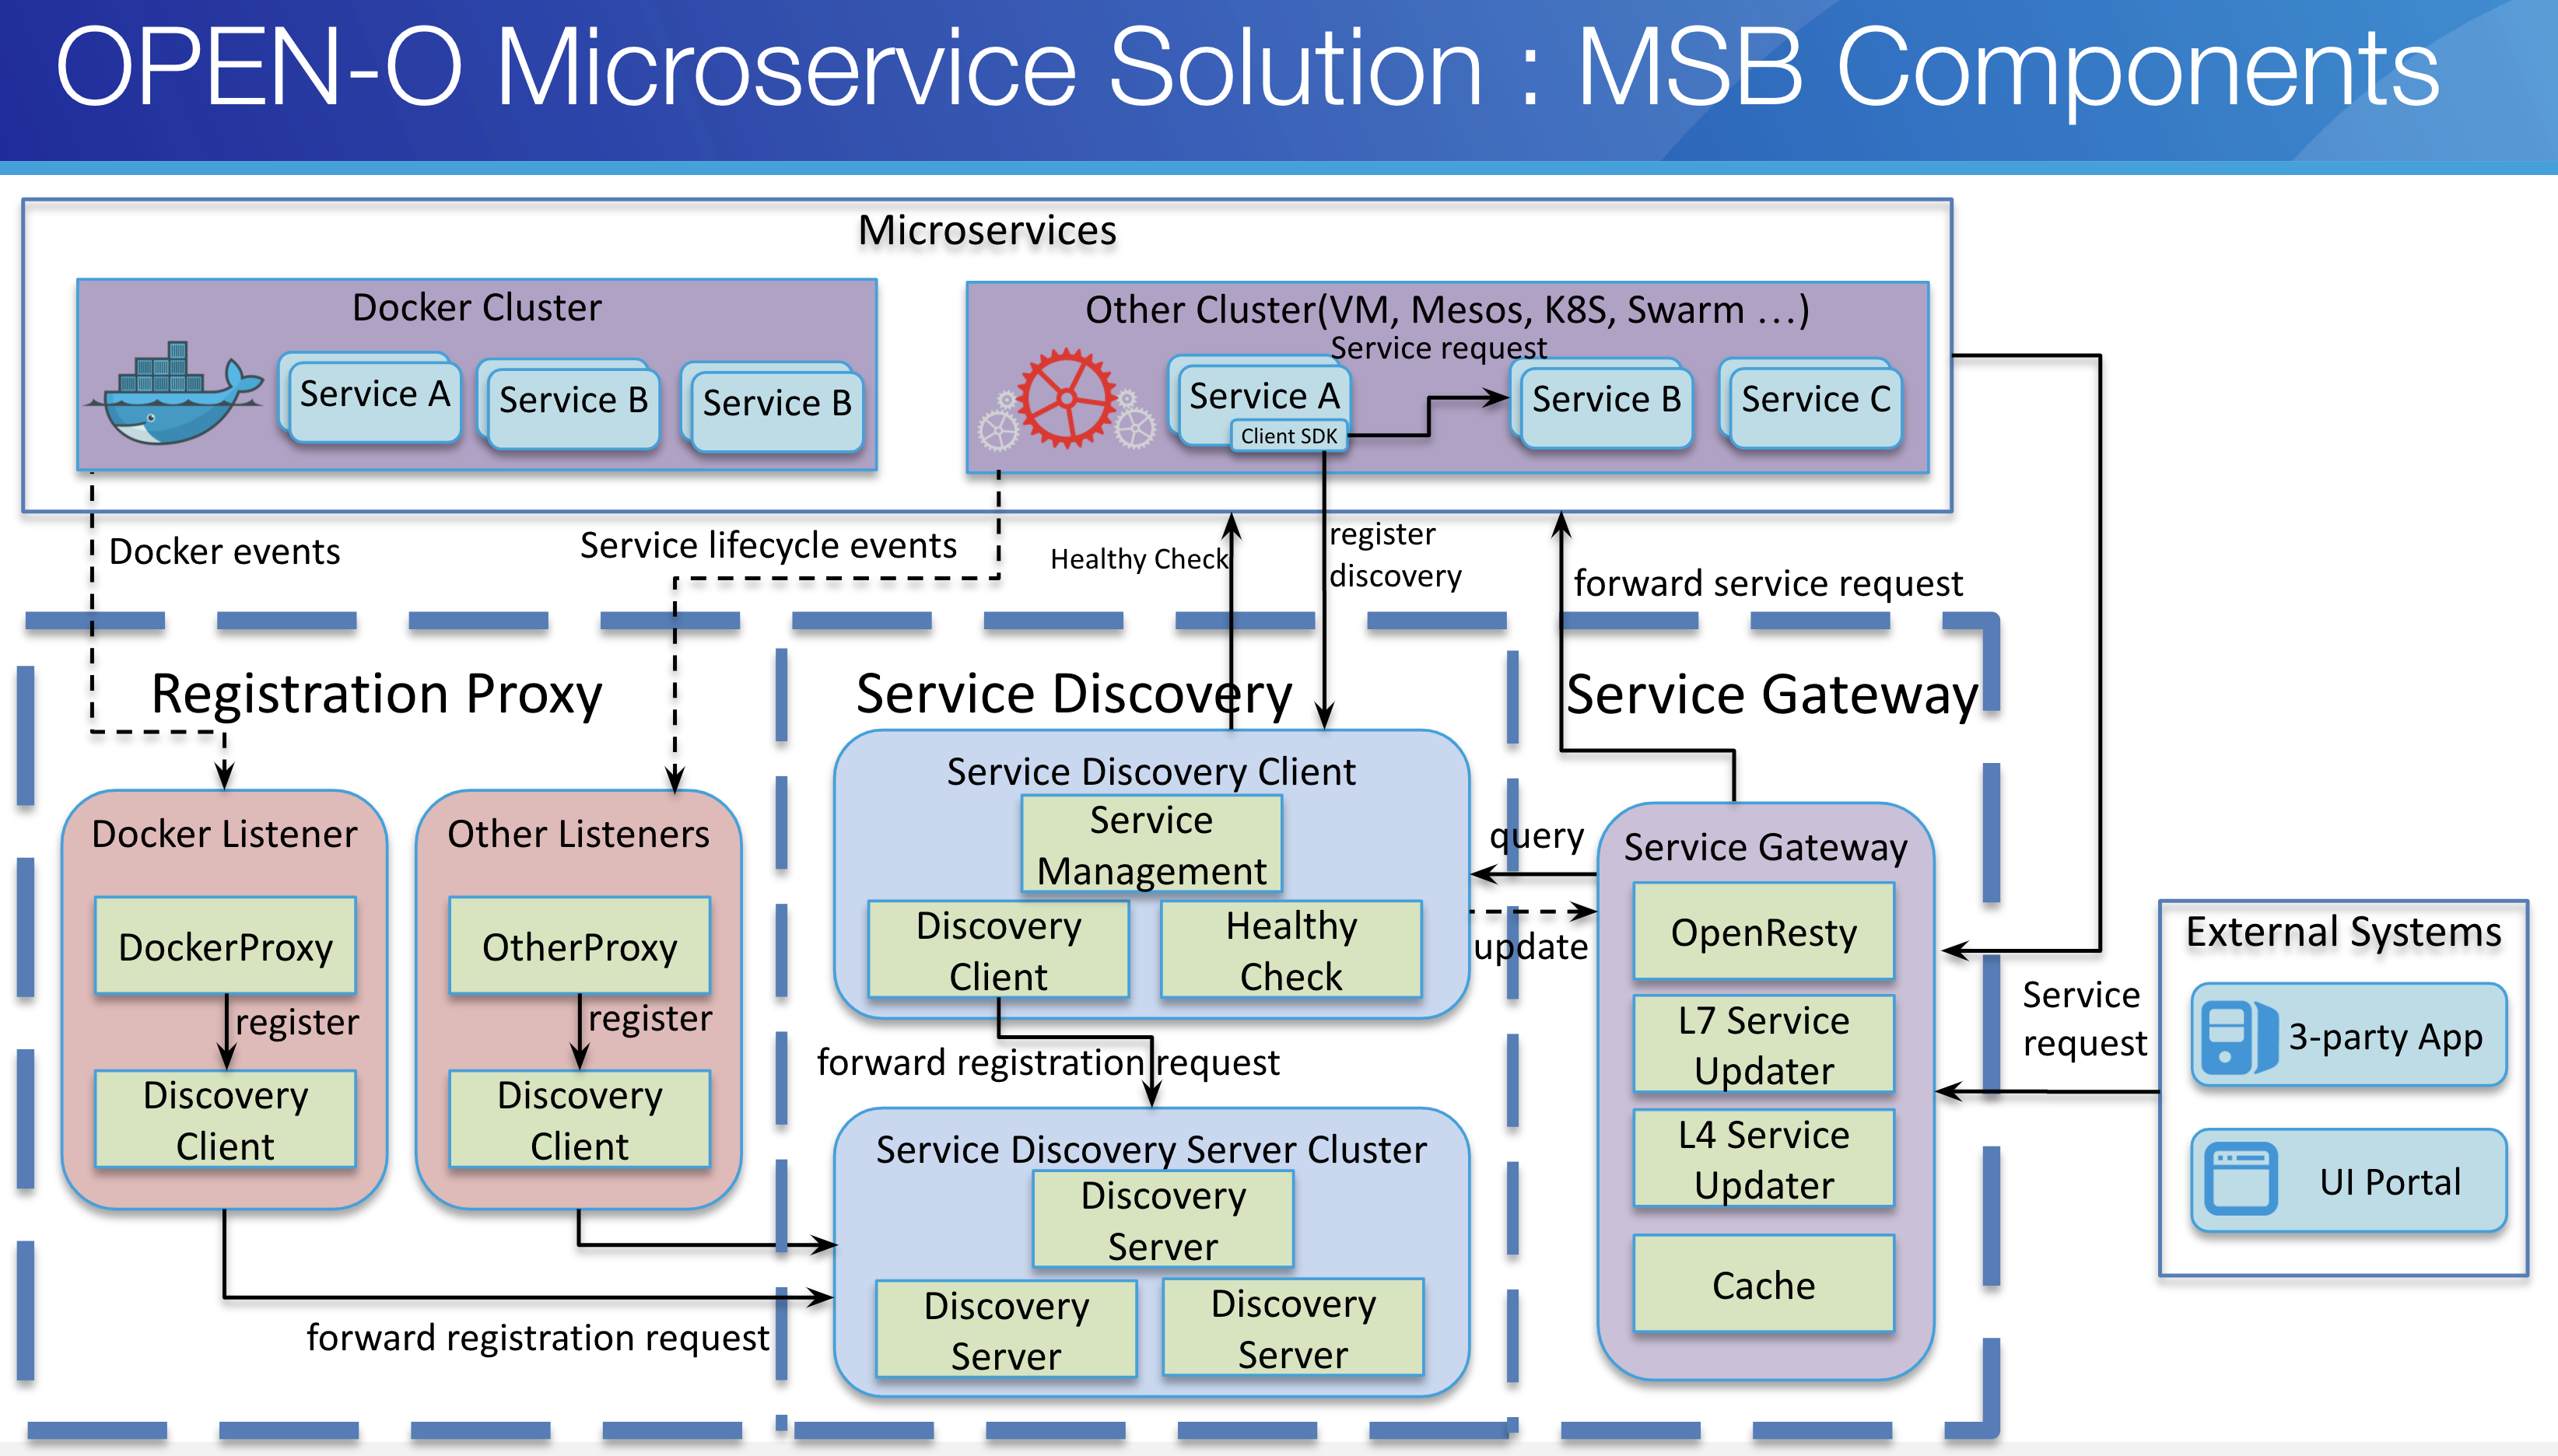 OPEN-O Microservice Solution : MSB Components
Microservices
Docker Cluster
Service A
Service B
Service B
Other Cluster(VM, Mesos, K8S, Swarm ...)
Service request
Service A
Client SDK
Service B
Service C
Docker events
Service lifecycle events
Healthy Check
register
discovery
forward service request
Registration Proxy
Service Discovery
Service Gateway
Docker Listener
DockerProxy
register
Discovery
Client
Other Listeners
OtherProxy
register
Discovery
Client
forward registration request
Service Discovery Client
Service
Management
Discovery
Client
Healthy
Check
forward registration request
Service Discovery Server Cluster
Discovery
Server
Discovery
Server
Discovery
Server
query
update
Service Gateway
OpenResty
L7 Service
Updater
L4 Service
Updater
Cache
Service
request
External Systems
3-party App
UI Portal